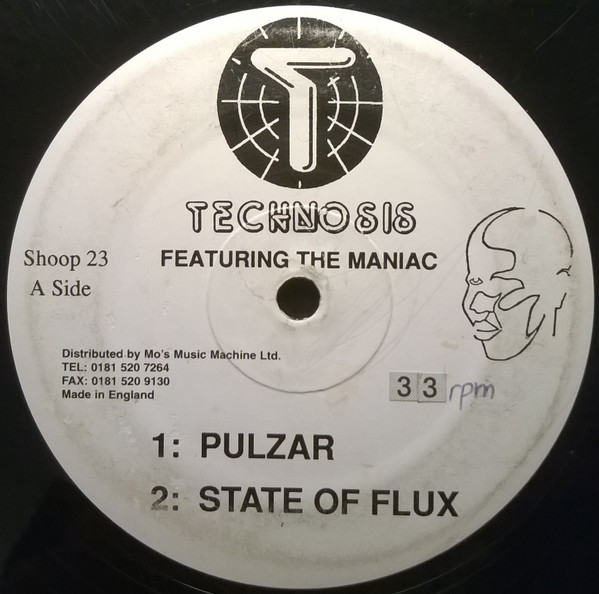 T
TECHNOSIS
FEATURING THE MANIAC
Shoop 23
A Side
Distributed by Mo's Music Machine Ltd.
TEL: 0181 520 7264
FAX: 0181 520 9130
Made in England
33 rpm
1: PULZAR
2: STATE OF FLUX